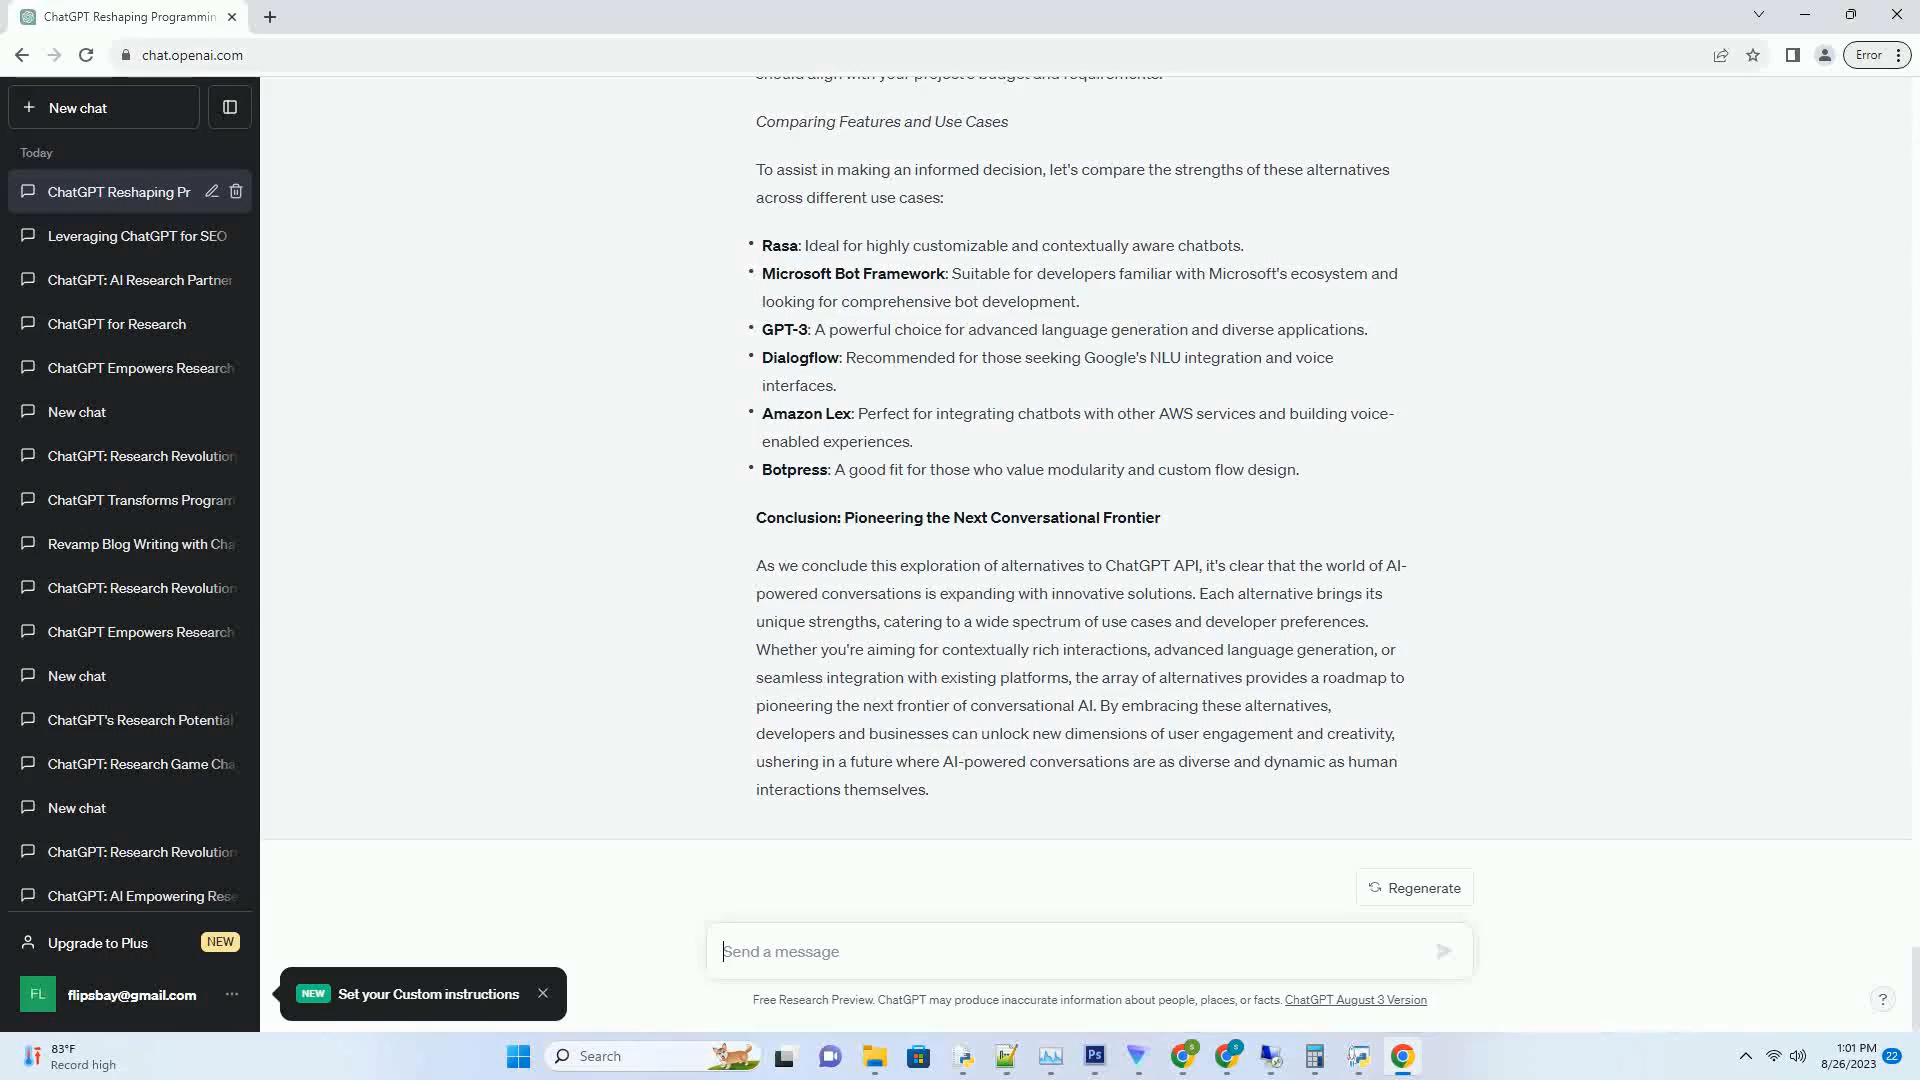 ChatGPT Reshaping Programmin
chat.openai.com
Error
New chat
Today
ChatGPT Reshaping Pr
Leveraging ChatGPT for SEO
ChatGPT: AI Research Partner
ChatGPT for Research
ChatGPT Empowers Research
New chat
ChatGPT: Research Revolution
ChatGPT Transforms Program
Revamp Blog Writing with Cha
ChatGPT: Research Revolution
ChatGPT Empowers Research
New chat
ChatGPT's Research Potential
ChatGPT: Research Game Cha
New chat
ChatGPT: Research Revolution
ChatGPT: AI Empowering Rese
Upgrade to Plus NEW
FL flipsbay@gmail.com
should align with your project's budget and requirements.
Comparing Features and Use Cases
To assist in making an informed decision, let's compare the strengths of these alternatives
across different use cases:
• Rasa: Ideal for highly customizable and contextually aware chatbots.
• Microsoft Bot Framework: Suitable for developers familiar with Microsoft's ecosystem and
looking for comprehensive bot development.
• GPT-3: A powerful choice for advanced language generation and diverse applications.
• Dialogflow: Recommended for those seeking Google's NLU integration and voice
interfaces.
• Amazon Lex: Perfect for integrating chatbots with other AWS services and building voice-
enabled experiences.
• Botpress: A good fit for those who value modularity and custom flow design.
Conclusion: Pioneering the Next Conversational Frontier
As we conclude this exploration of alternatives to ChatGPT API, it's clear that the world of AI-
powered conversations is expanding with innovative solutions. Each alternative brings its
unique strengths, catering to a wide spectrum of use cases and developer preferences.
Whether you're aiming for contextually rich interactions, advanced language generation, or
seamless integration with existing platforms, the array of alternatives provides a roadmap to
pioneering the next frontier of conversational AI. By embracing these alternatives,
developers and businesses can unlock new dimensions of user engagement and creativity,
ushering in a future where AI-powered conversations are as diverse and dynamic as human
interactions themselves.
Regenerate
Send a message
NEW Set your Custom instructions
Free Research Preview. ChatGPT may produce inaccurate information about people, places, or facts. ChatGPT August 3 Version
?
83°F
Record high
Search
Ps
S
S
1:01 PM
8/26/2023
22